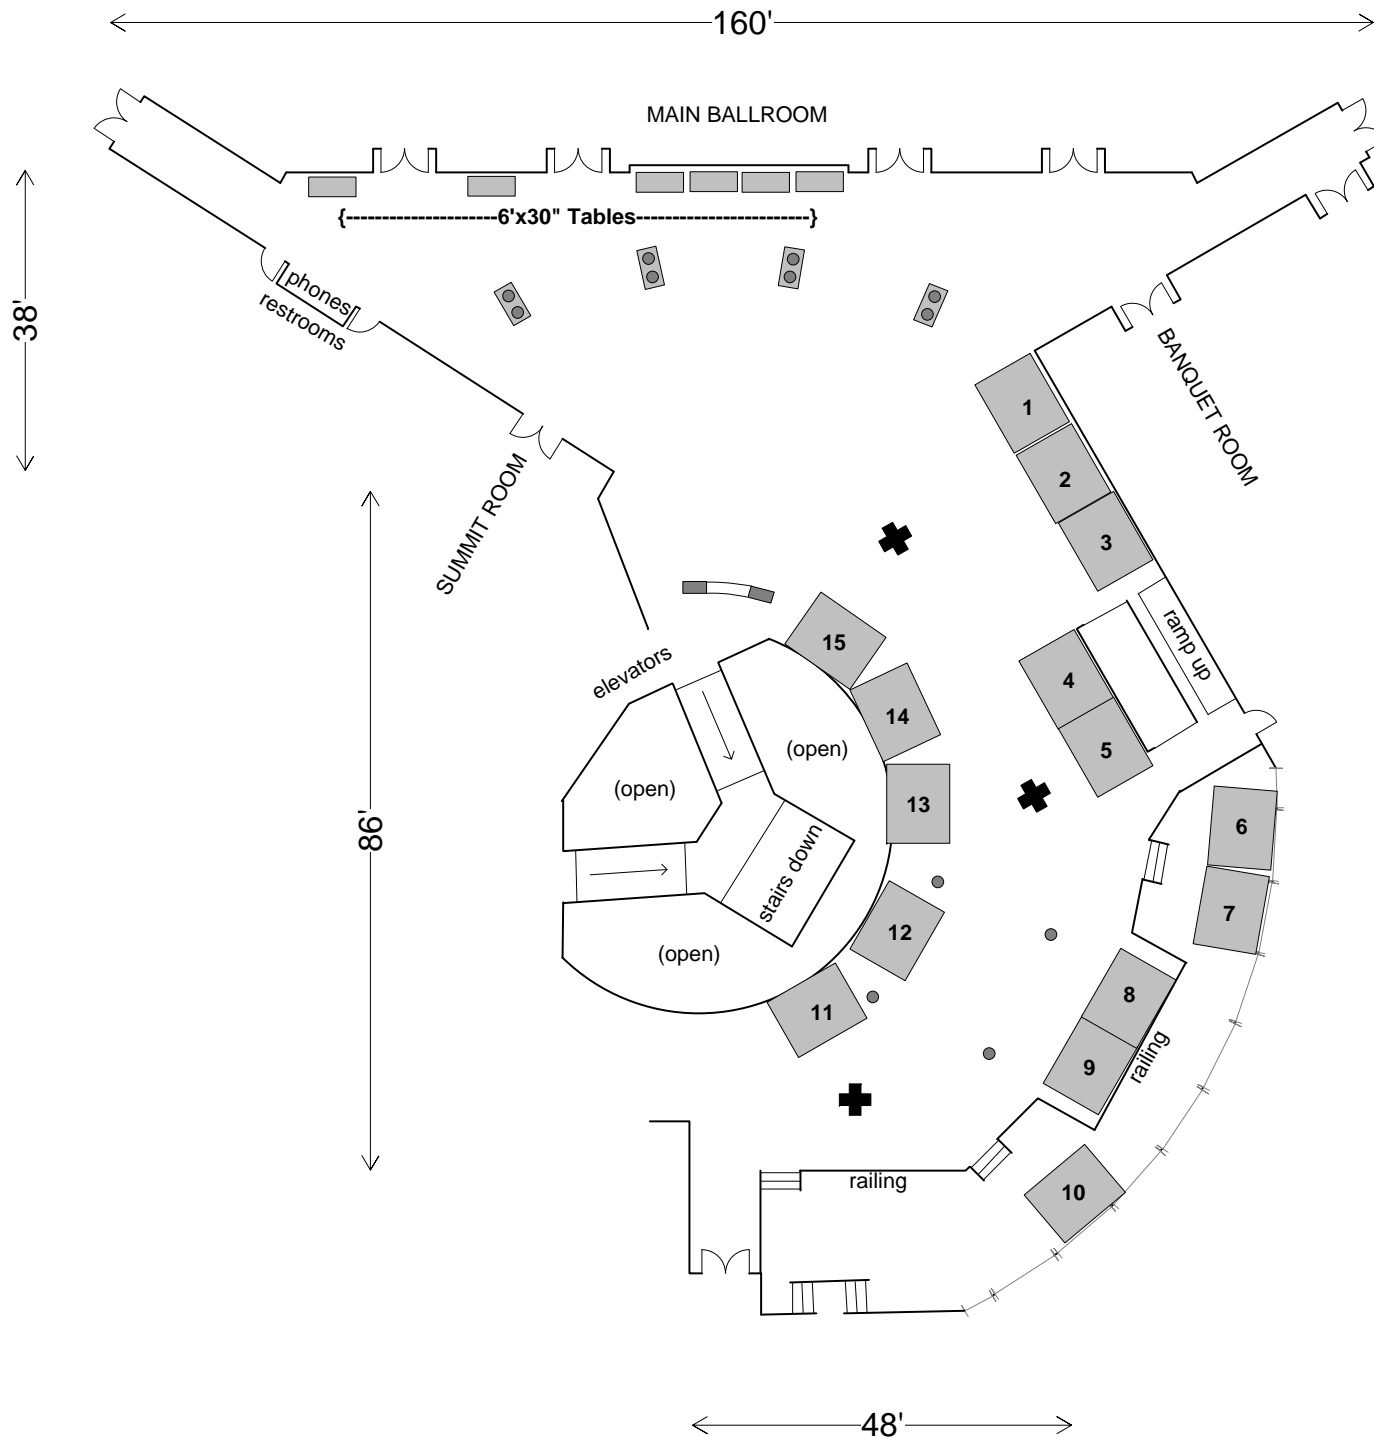 160'
MAIN BALLROOM
{---------------------6'x30" Tables------------------------}
38'
phones
restrooms
SUMMIT ROOM
BANQUET ROOM
1
2
3
ramp up
4
5
15
14
13
12
11
elevators
(open)
(open)
(open)
stairs down
86'
6
7
8
9
railing
10
railing
48'